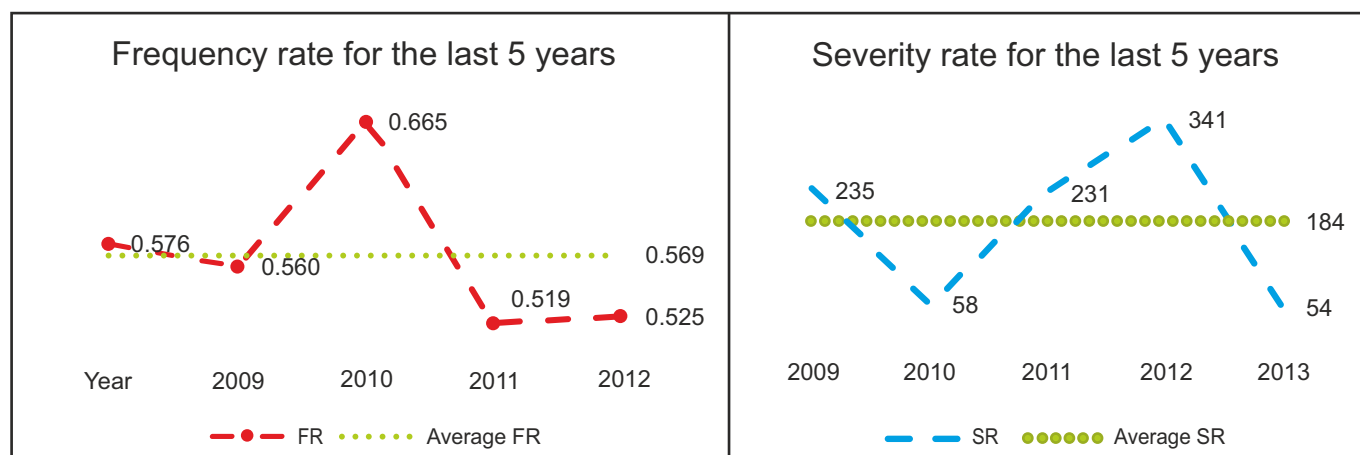 Frequency rate for the last 5 years
0.665
0.576
0.560
0.569
0.519
0.525
Year 2009 2010 2011 2012
FR Average FR
Severity rate for the last 5 years
341
235
231
184
58
54
2009 2010 2011 2012 2013
SR Average SR